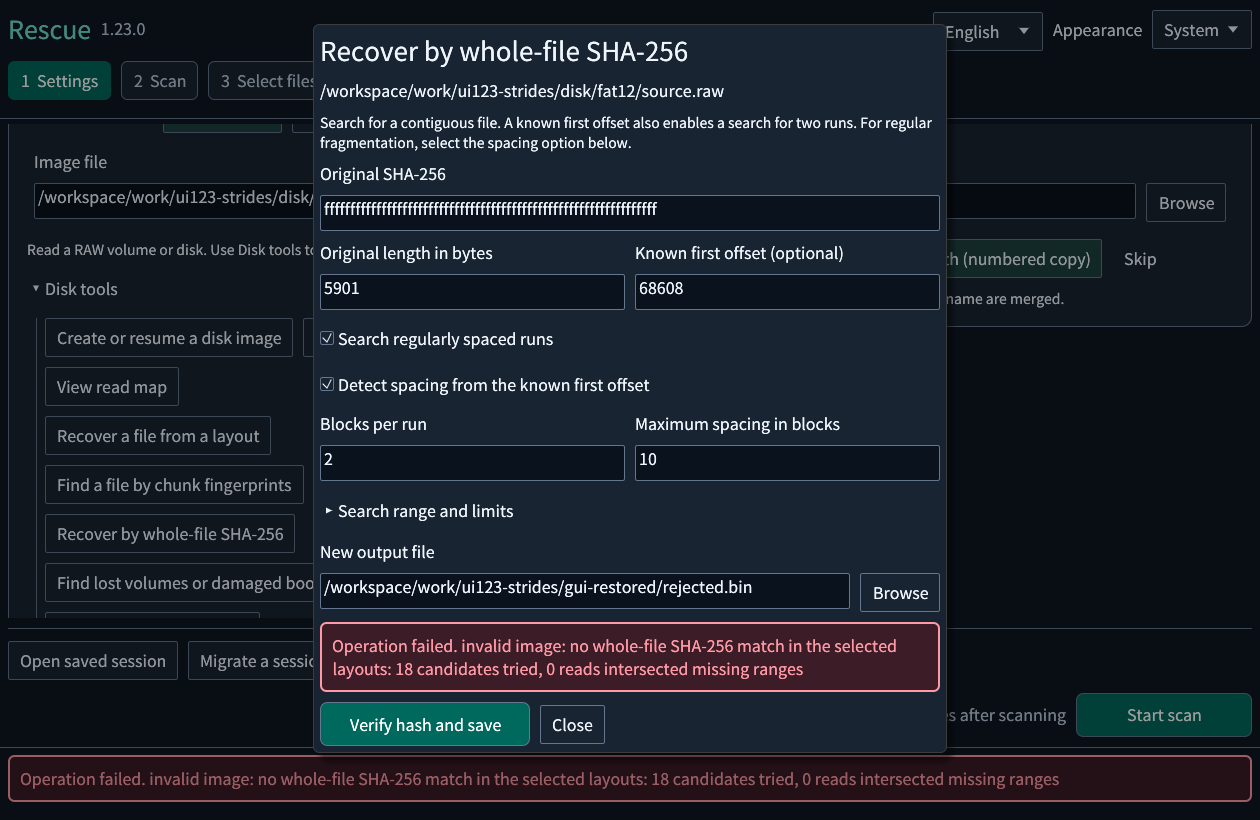 Rescue 1.23.0
English
Appearance
System
1 Settings
2 Scan
3 Select files
Recover by whole-file SHA-256
/workspace/work/ui123-strides/disk/fat12/source.raw
Search for a contiguous file. A known first offset also enables a search for two runs. For regular
fragmentation, select the spacing option below.
Original SHA-256
ffffffffffffffffffffffffffffffffffffffffffffffffffffffffffffffff
Original length in bytes
Known first offset (optional)
5901
68608
Search regularly spaced runs
Detect spacing from the known first offset
Blocks per run
Maximum spacing in blocks
2
10
Search range and limits
New output file
/workspace/work/ui123-strides/gui-restored/rejected.bin
Browse
Operation failed. invalid image: no whole-file SHA-256 match in the selected
layouts: 18 candidates tried, 0 reads intersected missing ranges
Verify hash and save
Close
Image file
/workspace/work/ui123-strides/disk/
Browse
Read a RAW volume or disk. Use Disk tools to
(numbered copy)
Skip
name are merged.
Disk tools
Create or resume a disk image
View read map
Recover a file from a layout
Find a file by chunk fingerprints
Recover by whole-file SHA-256
Find lost volumes or damaged boo
Open saved session
Migrate a sessio
after scanning
Start scan
Operation failed. invalid image: no whole-file SHA-256 match in the selected layouts: 18 candidates tried, 0 reads intersected missing ranges